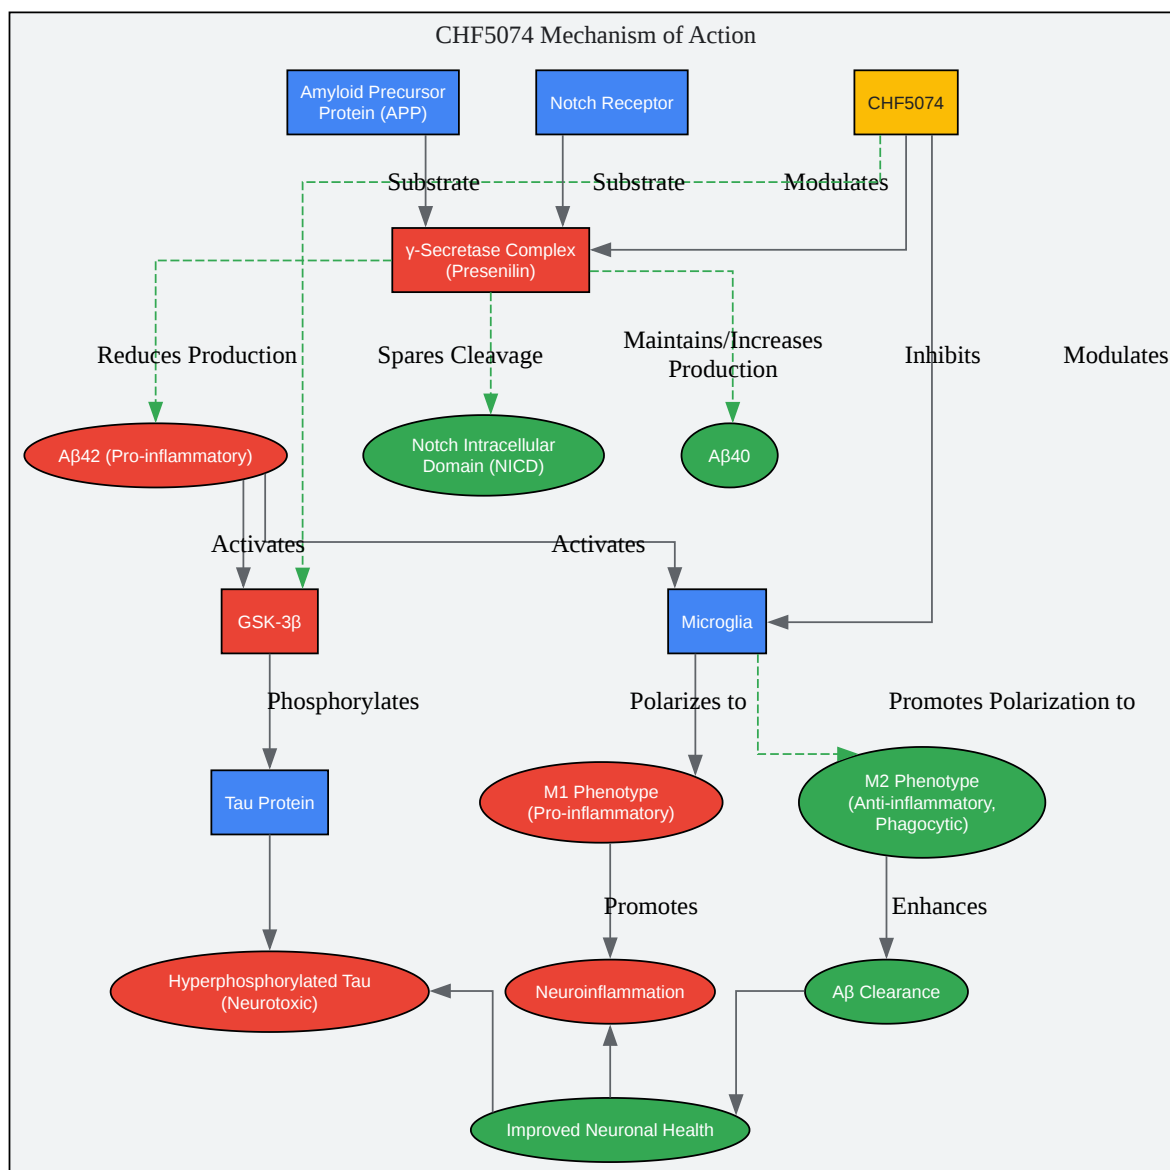 CHF5074 Mechanism of Action
Amyloid Precursor
Protein (APP)
Notch Receptor
CHF5074
Substrate
Substrate
Modulates
γ-Secretase Complex
(Presenilin)
Reduces Production
Spares Cleavage
Maintains/Increases
Production
Inhibits
Modulates
Aβ42 (Pro-inflammatory)
Notch Intracellular
Domain (NICD)
Aβ40
Activates
Activates
GSK-3β
Microglia
Phosphorylates
Polarizes to
Promotes Polarization to
Tau Protein
M1 Phenotype
(Pro-inflammatory)
M2 Phenotype
(Anti-inflammatory,
Phagocytic)
Promotes
Enhances
Hyperphosphorylated Tau
(Neurotoxic)
Neuroinflammation
Aβ Clearance
Improved Neuronal Health